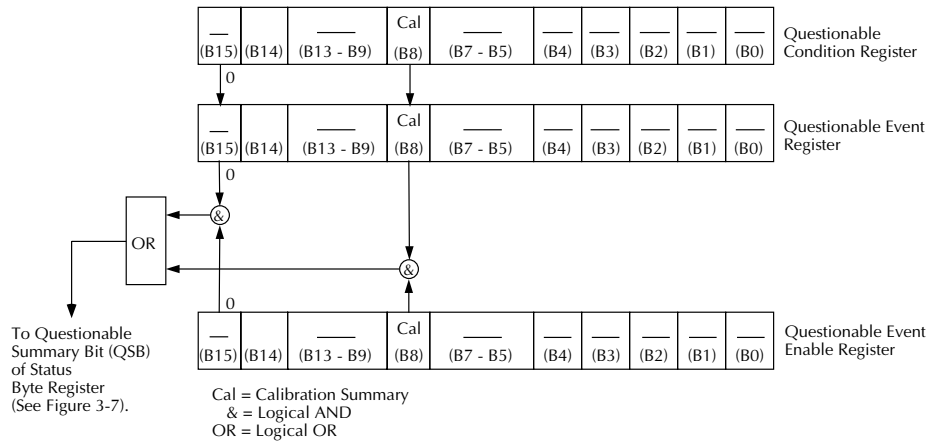 Cal
(B15) (B14) (B13 - B9) (B8) (B7 - B5) (B4) (B3) (B2) (B1) (B0)
Questionable
Condition Register
0
Cal
(B15) (B14) (B13 - B9) (B8) (B7 - B5) (B4) (B3) (B2) (B1) (B0)
Questionable Event
Register
0
&
OR
&
0
Cal
(B15) (B14) (B13 - B9) (B8) (B7 - B5) (B4) (B3) (B2) (B1) (B0)
Questionable Event
Enable Register
To Questionable
Summary Bit (QSB)
of Status
Byte Register
(See Figure 3-7).
Cal = Calibration Summary
& = Logical AND
OR = Logical OR